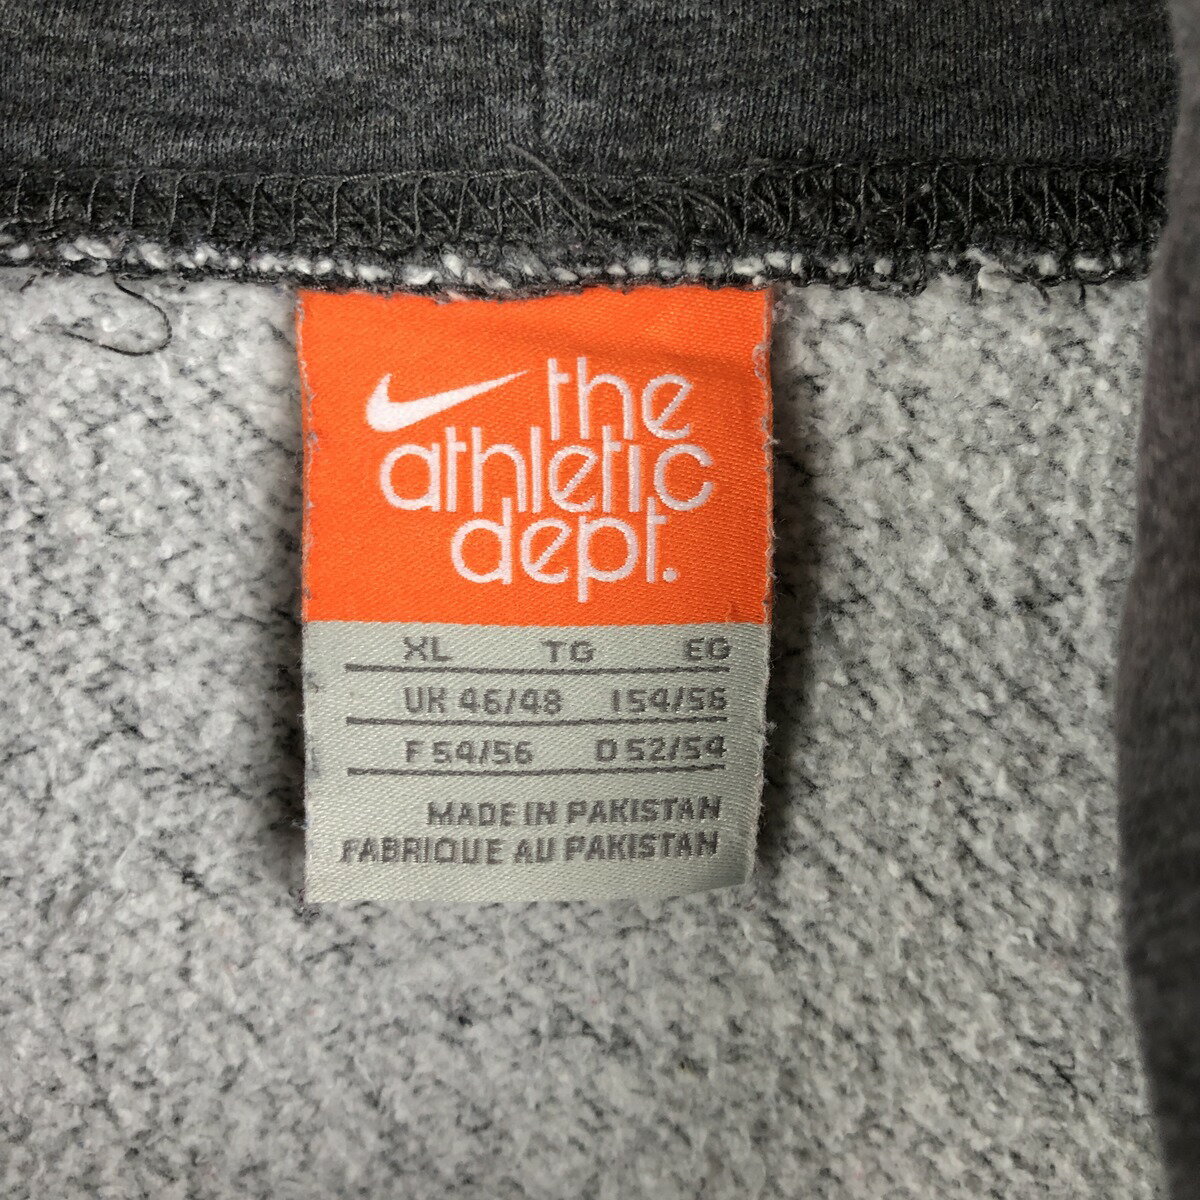 the
athletic
dept.
XL TG EG
UK 46/48 I 54/56
F 54/56 D 52/54
MADE IN PAKISTAN
FABRIQUE AU PAKISTAN